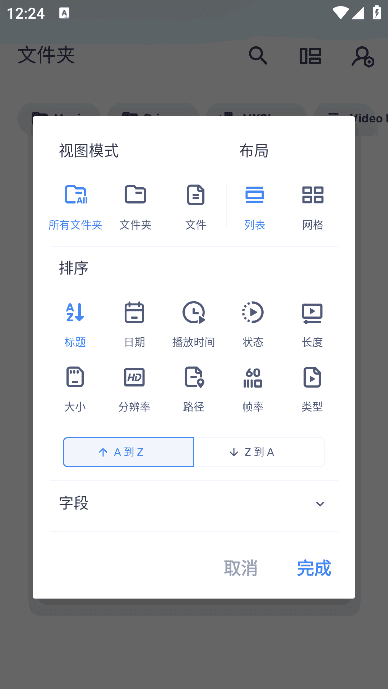 12:24 A
文件夹
Video
视图模式 布局
All
所有文件夹 文件夹 文件 列表 网格
排序
A Z
标题 日期 播放时间 状态 长度
HD 60
大小 分辨率 路径 帧率 类型
A 到 Z Z 到 A
字段
取消 完成